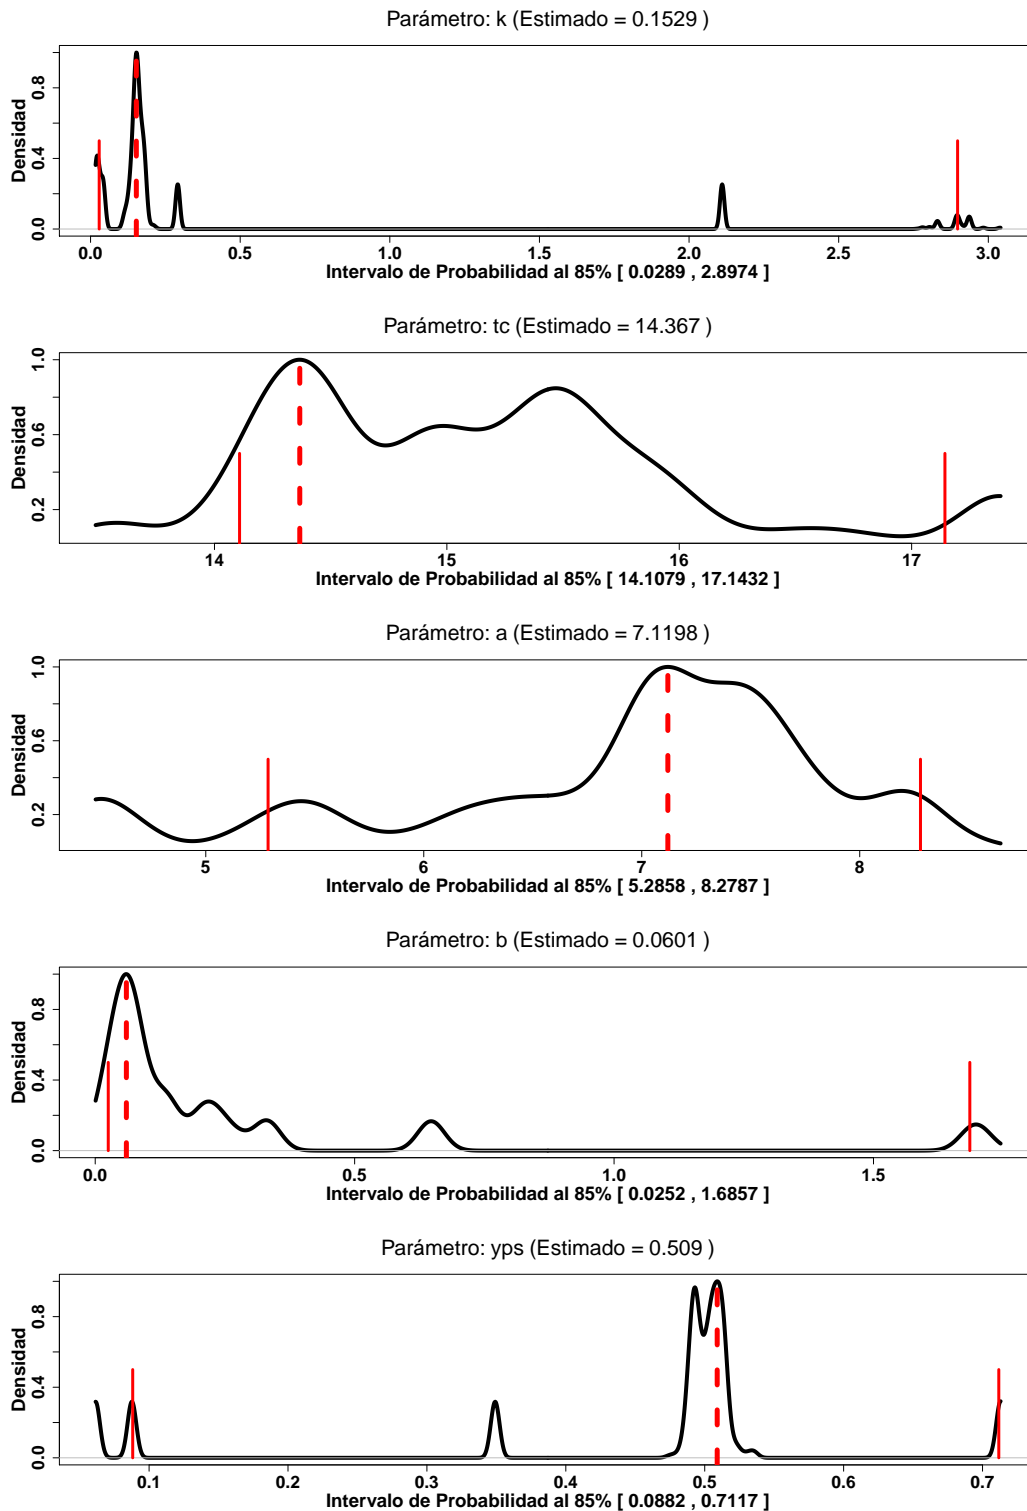 Parámetro: k (Estimado = 0.1529 )
Densidad
0.0 0.4 0.8
0.0 0.5 1.0 1.5 2.0 2.5 3.0
Intervalo de Probabilidad al 85% [ 0.0289 , 2.8974 ]
Parámetro: tc (Estimado = 14.367 )
Densidad
0.2 0.6 1.0
14 15 16 17
Intervalo de Probabilidad al 85% [ 14.1079 , 17.1432 ]
Parámetro: a (Estimado = 7.1198 )
Densidad
0.2 0.6 1.0
5 6 7 8
Intervalo de Probabilidad al 85% [ 5.2858 , 8.2787 ]
Parámetro: b (Estimado = 0.0601 )
Densidad
0.0 0.4 0.8
0.0 0.5 1.0 1.5
Intervalo de Probabilidad al 85% [ 0.0252 , 1.6857 ]
Parámetro: yps (Estimado = 0.509 )
Densidad
0.0 0.4 0.8
0.1 0.2 0.3 0.4 0.5 0.6 0.7
Intervalo de Probabilidad al 85% [ 0.0882 , 0.7117 ]